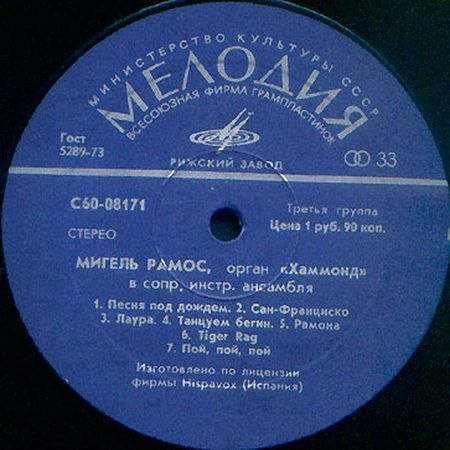 МИНИСТЕРСТВО КУЛЬТУРЫ СССР
МЕЛОДИЯ
ВСЕСОЮЗНАЯ ФИРМА ГРАМПЛАСТИНОК
Гост
5289-73
РИЖСКИЙ ЗАВОД
33
С60-08171
Третья группа
СТЕРЕО
Цена 1 руб. 90 коп.
МИГЕЛЬ РАМОС, орган «Хаммонд»
в сопр. инстр. ансамбля
1. Песня под дождем. 2. Сан-Франциско
3. Лаура. 4. Танцуем бегин. 5. Рамона
6. Tiger Rag
7. Пой, пой, пой
Изготовлено по лицензии
фирмы Hispavox (Испания)